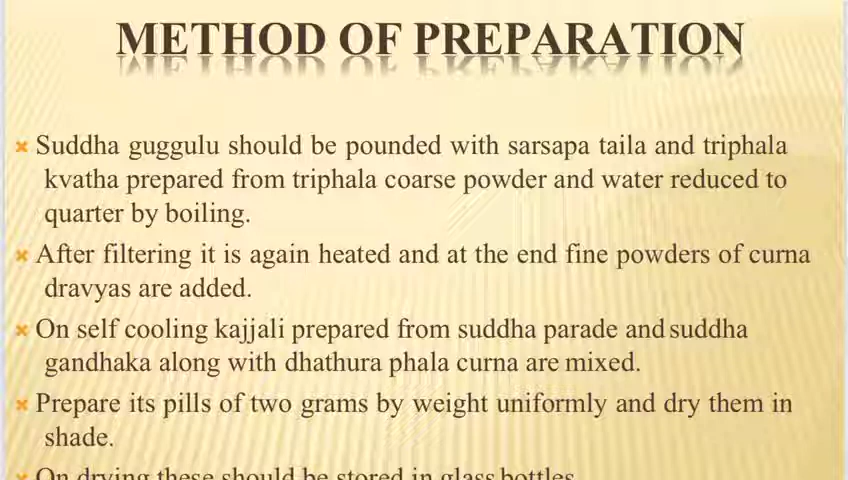 METHOD OF PREPARATION
Suddha guggulu should be pounded with sarsapa taila and triphala
kvatha prepared from triphala coarse powder and water reduced to
quarter by boiling.
After filtering it is again heated and at the end fine powders of curna
dravyas are added.
On self cooling kajjali prepared from suddha parade and suddha
gandhaka along with dhathura phala curna are mixed.
Prepare its pills of two grams by weight uniformly and dry them in
shade.
On drying these should be stored in glass bottles